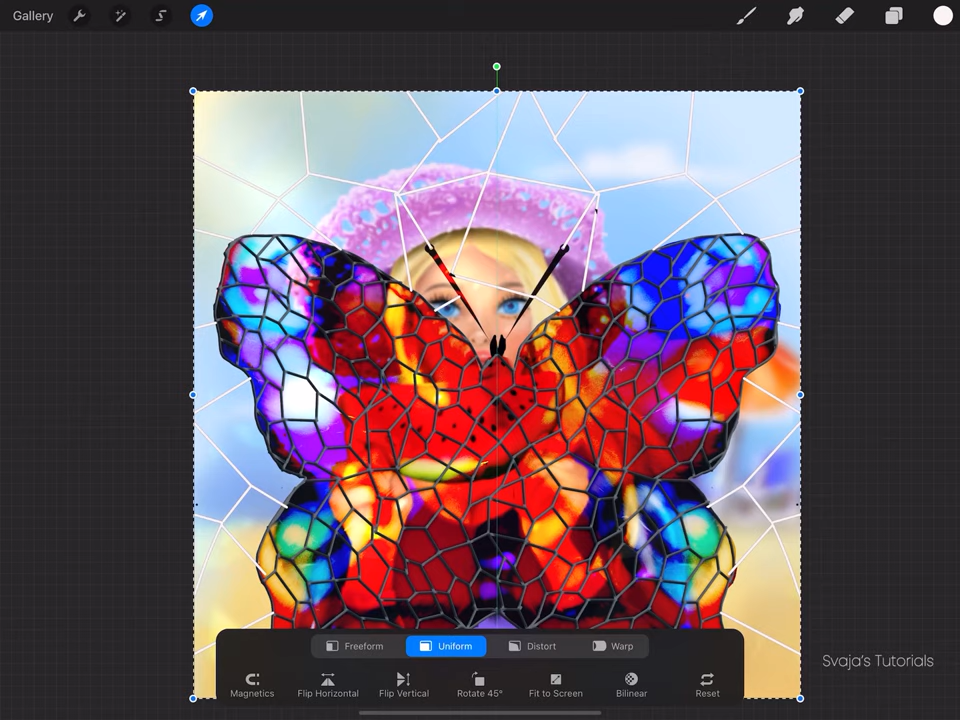 Gallery
Freeform Uniform Distort Warp
Svaja's Tutorials
Magnetics Flip Horizontal Flip Vertical Rotate 45° Fit to Screen Bilinear Reset